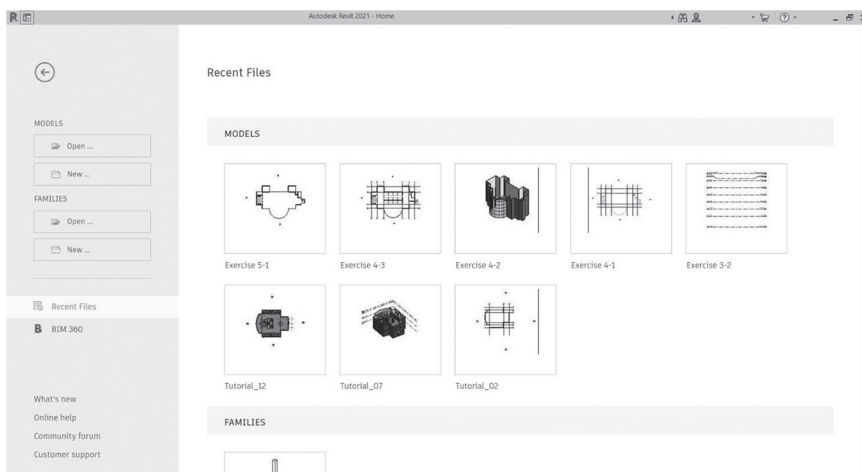 R
Autodesk Revit 2021 - Home
?
Recent Files
MODELS
Open ...
New ...
FAMILIES
Open ...
New ...
Recent Files
B BIM 360
What's new
Online help
Community forum
Customer support
MODELS
Exercise 5-1
Exercise 4-3
Exercise 4-2
Exercise 4-1
Exercise 3-2
Tutorial_12
Tutorial_07
Tutorial_02
FAMILIES